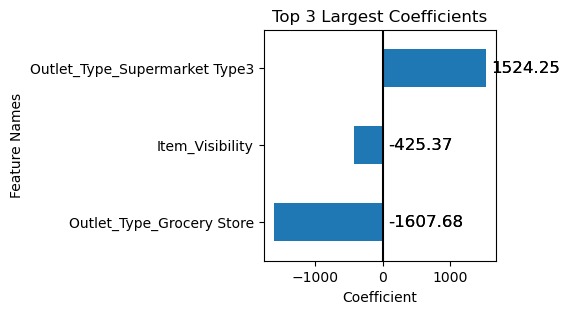 Top 3 Largest Coefficients
Outlet_Type_Supermarket Type3
1524.25
Item_Visibility
-425.37
Outlet_Type_Grocery Store
-1607.68
Feature Names
−1000
0
1000
Coefficient